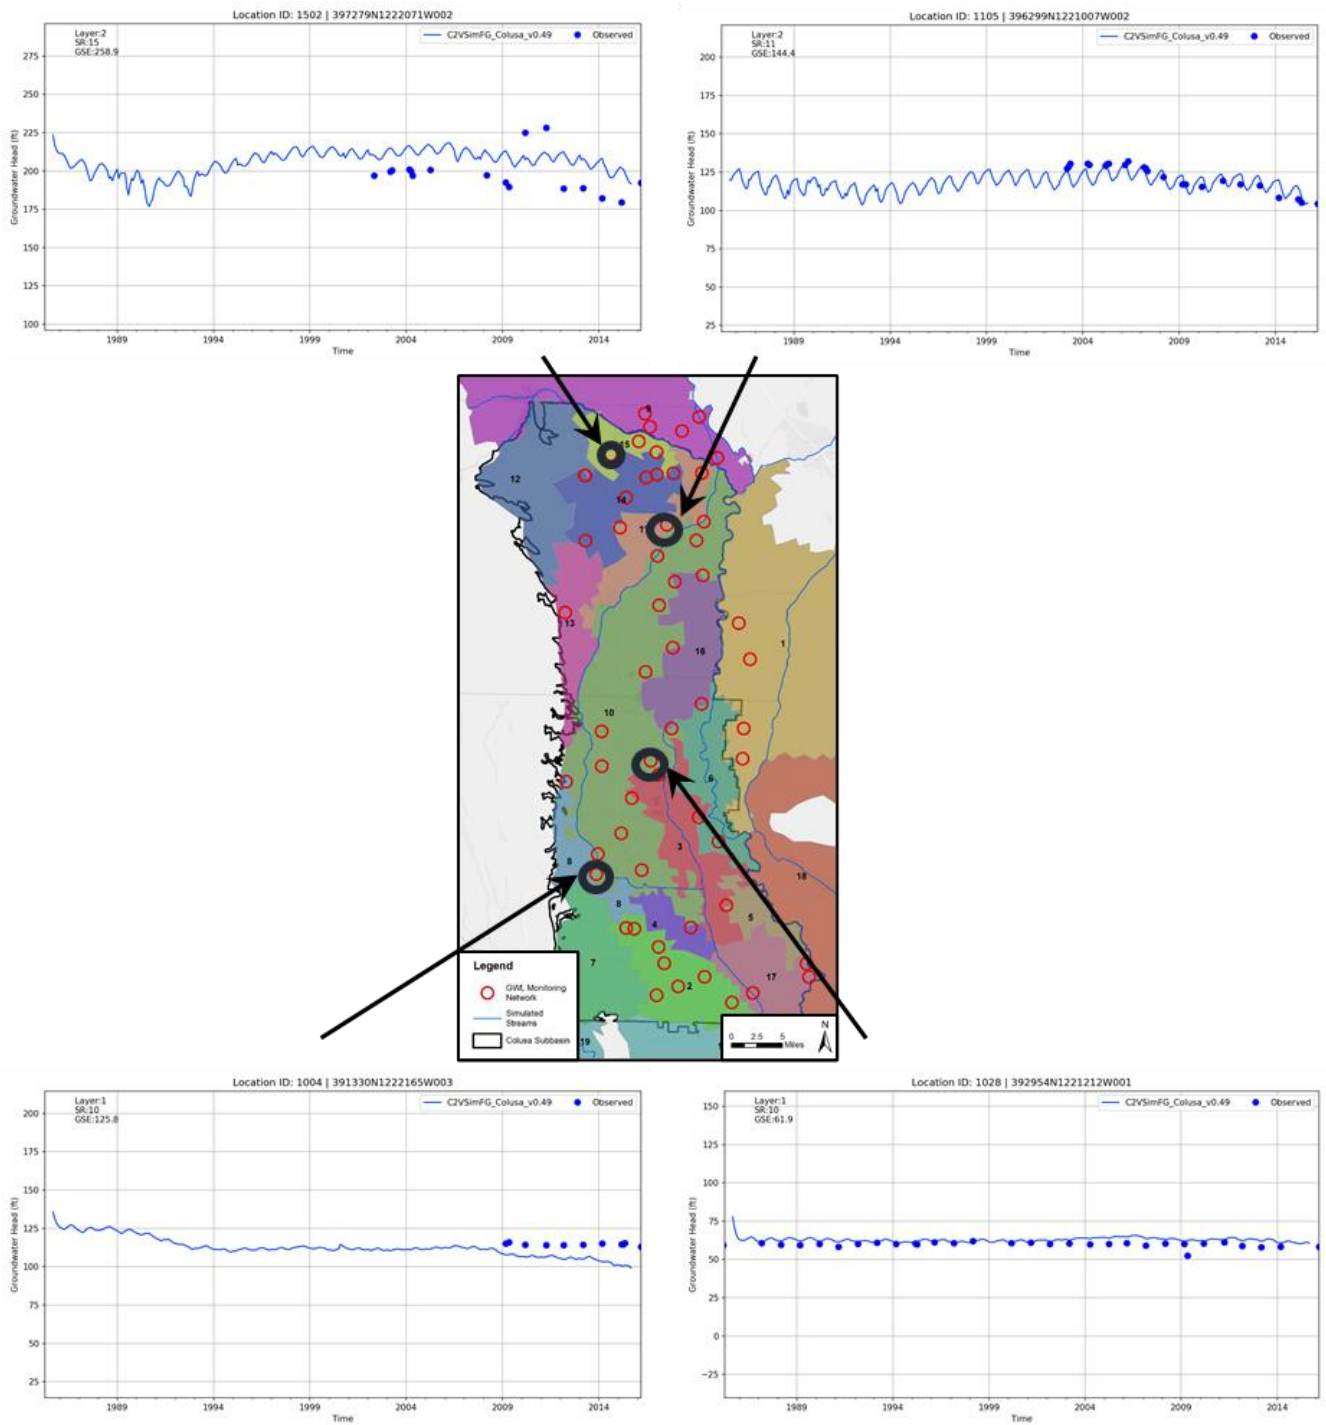 Location ID: 1502 | 397279N1222071W002
Layer:2
SR:15
GSE:258.9
C2VSimFG_Colusa_v0.49
Observed
275
250
225
200
175
150
125
100
Groundwater Head (ft)
1989
1994
1999
2004
2009
2014
Time
Location ID: 1105 | 396299N1221007W002
Layer:2
SR:11
GSE:144.4
C2VSimFG_Colusa_v0.49
Observed
200
175
150
125
100
75
50
25
Groundwater Head (ft)
1989
1994
1999
2004
2009
2014
Time
9
15
12
14
13
1
16
10
6
3
8
18
8
4
5
7
17
2
19
Legend
GWL Monitoring
Network
Simulated
Streams
Colusa Subbasin
N
0 2.5 5
Miles
Location ID: 1004 | 391330N1222165W003
Layer:1
SR:10
GSE:125.8
C2VSimFG_Colusa_v0.49
Observed
200
175
150
125
100
75
50
25
Groundwater Head (ft)
1989
1994
1999
2004
2009
2014
Time
Location ID: 1028 | 392954N1221212W001
Layer:1
SR:10
GSE:61.9
C2VSimFG_Colusa_v0.49
Observed
150
125
100
75
50
25
0
−25
Groundwater Head (ft)
1989
1994
1999
2004
2009
2014
Time